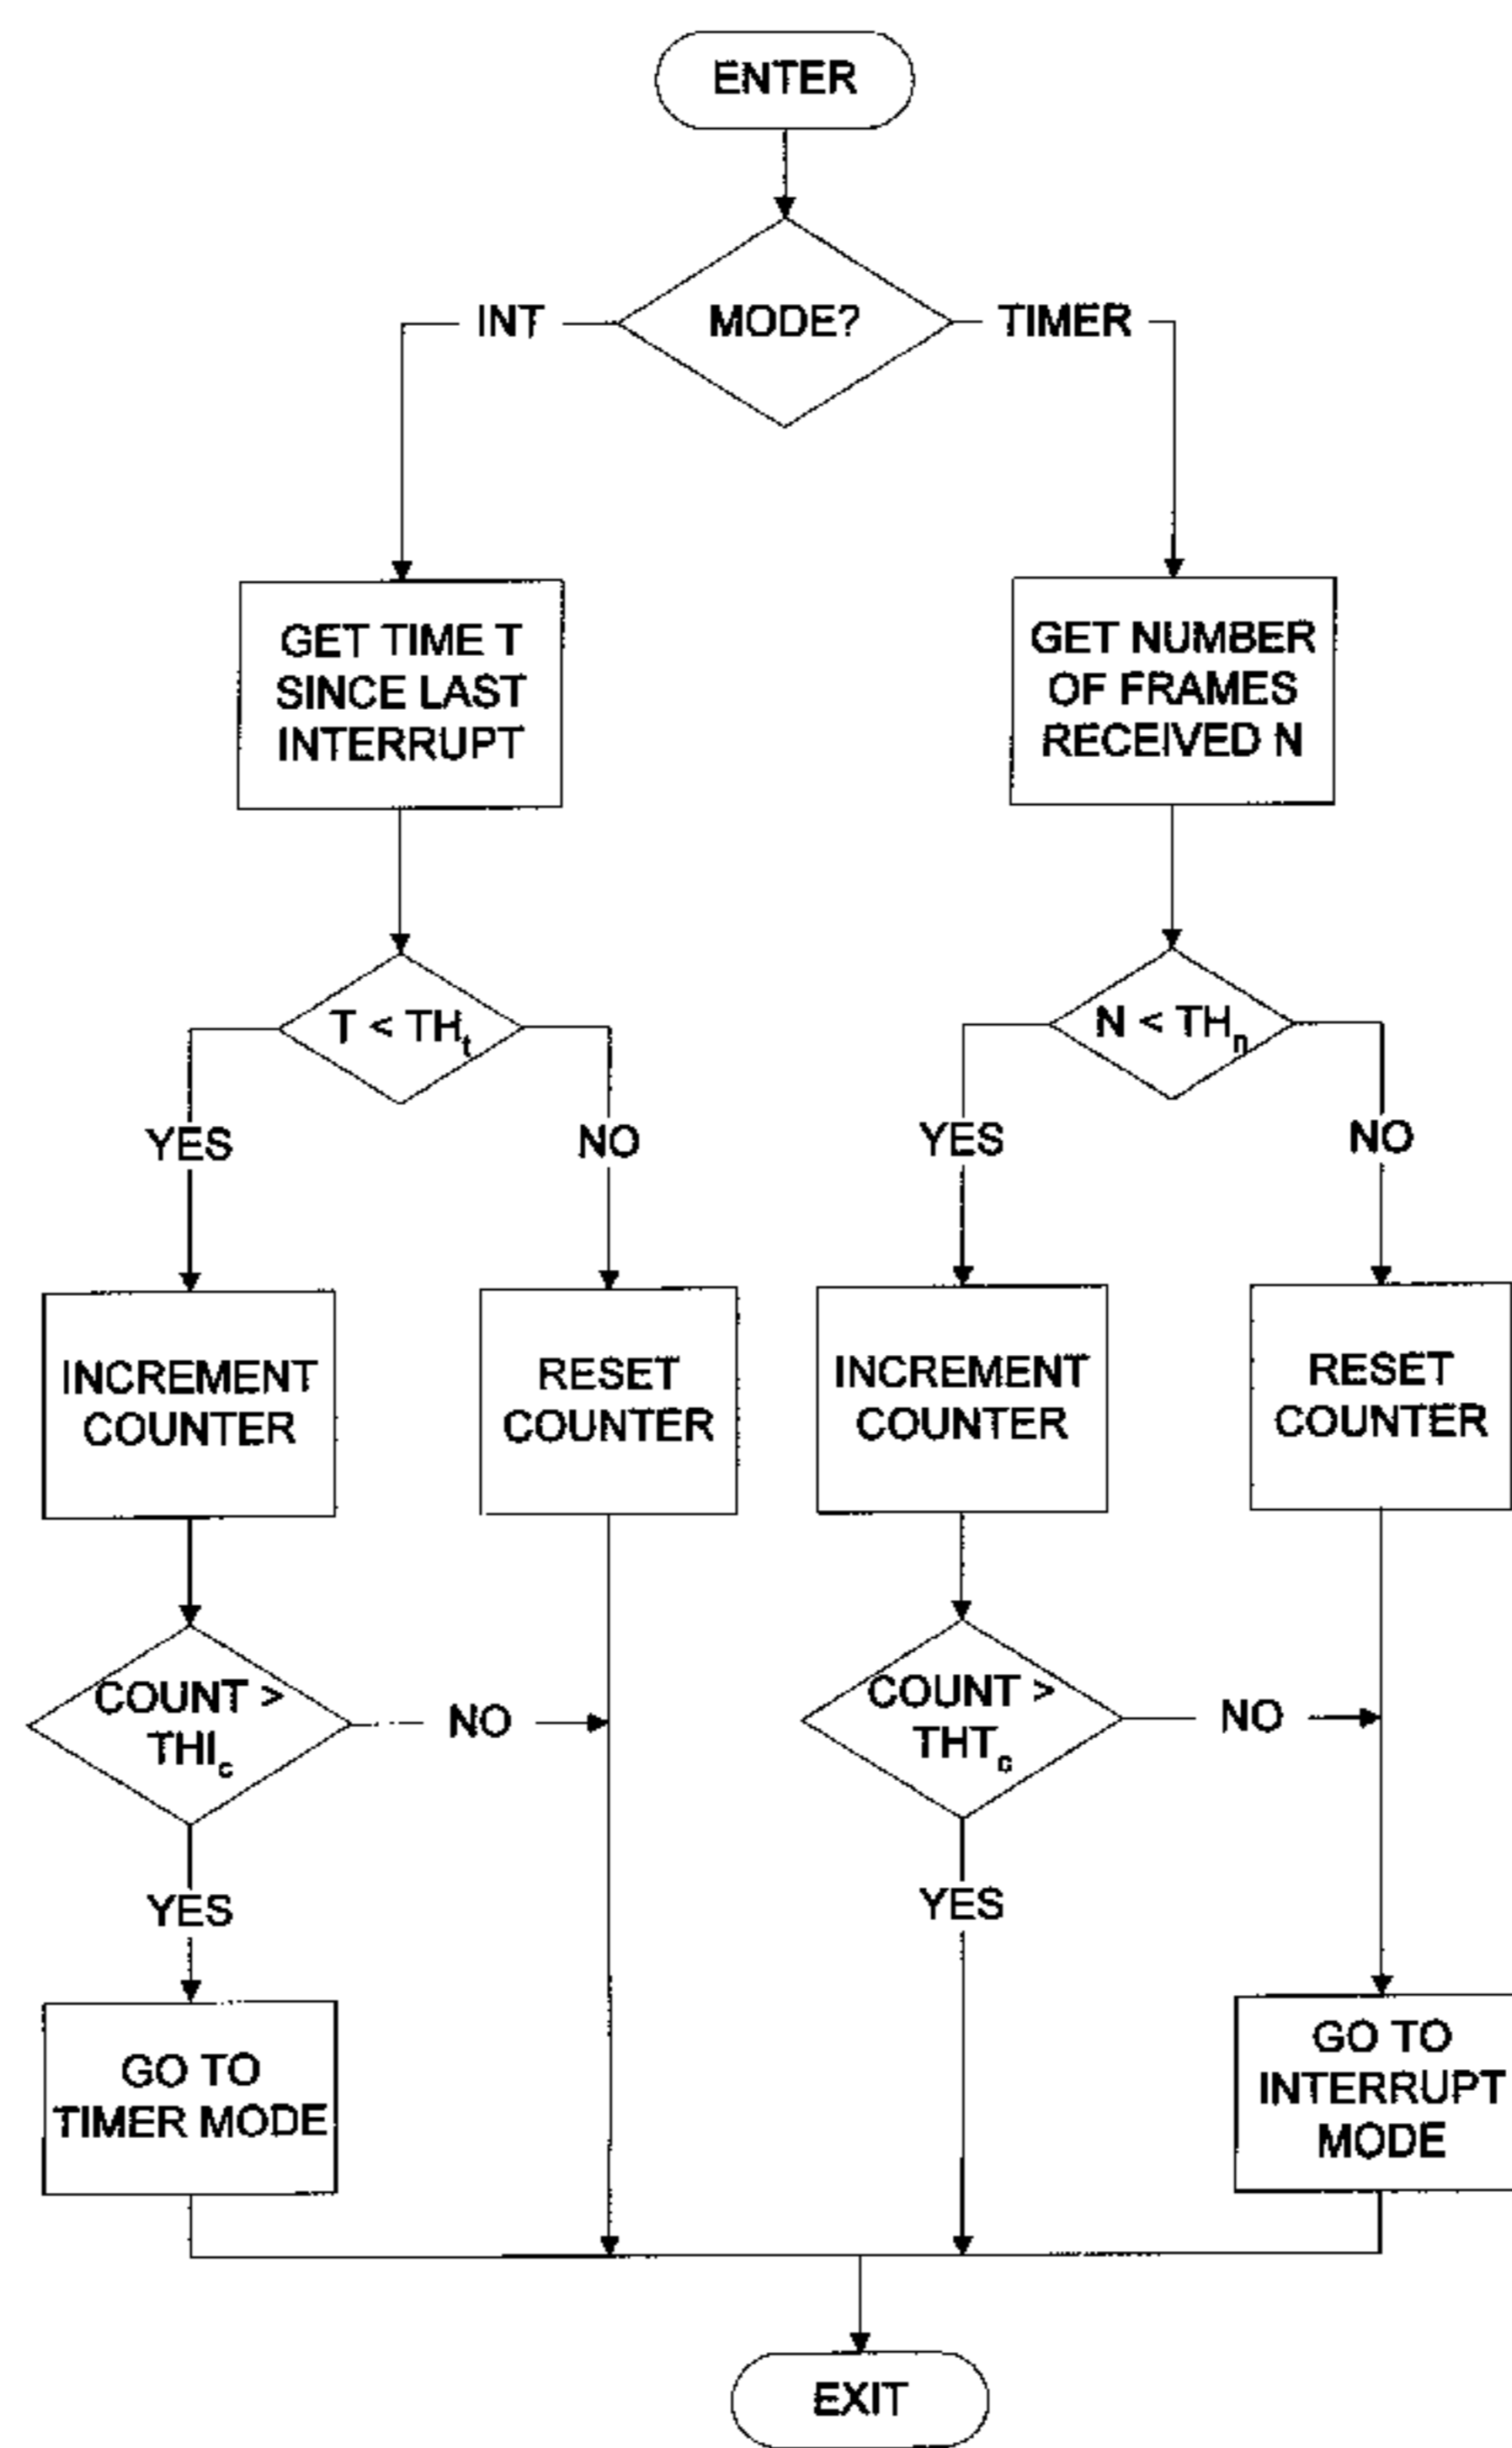 ENTER
MODE?
INT
TIMER
GET TIME T
SINCE LAST
INTERRUPT
GET NUMBER
OF FRAMES
RECEIVED N
T < THt
N < THn
YES
NO
YES
NO
INCREMENT
COUNTER
RESET
COUNTER
INCREMENT
COUNTER
RESET
COUNTER
COUNT >
THIc
NO
COUNT >
THTc
NO
YES
YES
GO TO
TIMER MODE
GO TO
INTERRUPT
MODE
EXIT